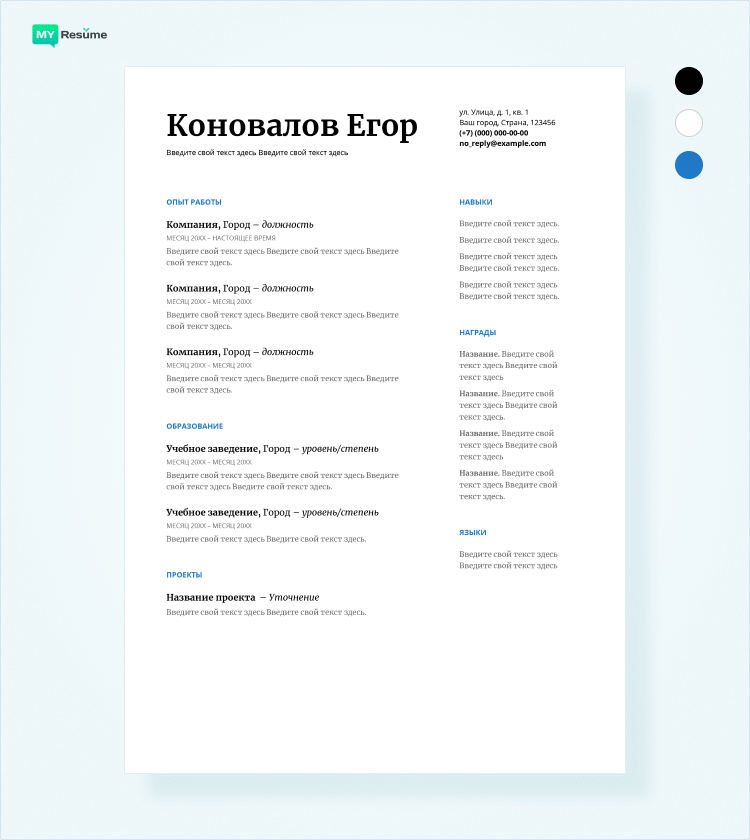 MY Resume
Коновалов Егор
Введите свой текст здесь Введите свой текст здесь
ул. Улица, д. 1, кв. 1
Ваш город, Страна, 123456
(+7) (000) 000-00-00
no_reply@example.com
ОПЫТ РАБОТЫ
Компания, Город – должность
МЕСЯЦ 20XX – НАСТОЯЩЕЕ ВРЕМЯ
Введите свой текст здесь Введите свой текст здесь Введите
свой текст здесь.
Компания, Город – должность
МЕСЯЦ 20XX – МЕСЯЦ 20XX
Введите свой текст здесь Введите свой текст здесь Введите
свой текст здесь.
Компания, Город – должность
МЕСЯЦ 20XX – МЕСЯЦ 20XX
Введите свой текст здесь Введите свой текст здесь Введите
свой текст здесь.
ОБРАЗОВАНИЕ
Учебное заведение, Город – уровень/степень
МЕСЯЦ 20XX – МЕСЯЦ 20XX
Введите свой текст здесь Введите свой текст здесь Введите
свой текст здесь Введите свой текст здесь.
Учебное заведение, Город – уровень/степень
МЕСЯЦ 20XX – МЕСЯЦ 20XX
Введите свой текст здесь Введите свой текст здесь.
ПРОЕКТЫ
Название проекта – Уточнение
Введите свой текст здесь Введите свой текст здесь.
НАВЫКИ
Введите свой текст здесь.
Введите свой текст здесь.
Введите свой текст здесь
Введите свой текст здесь.
Введите свой текст здесь
Введите свой текст здесь.
НАГРАДЫ
Название. Введите свой
текст здесь Введите свой
текст здесь
Название. Введите свой
текст здесь Введите свой
текст здесь.
Название. Введите свой
текст здесь Введите свой
текст здесь
Название. Введите свой
текст здесь Введите свой
текст здесь.
ЯЗЫКИ
Введите свой текст здесь
Введите свой текст здесь